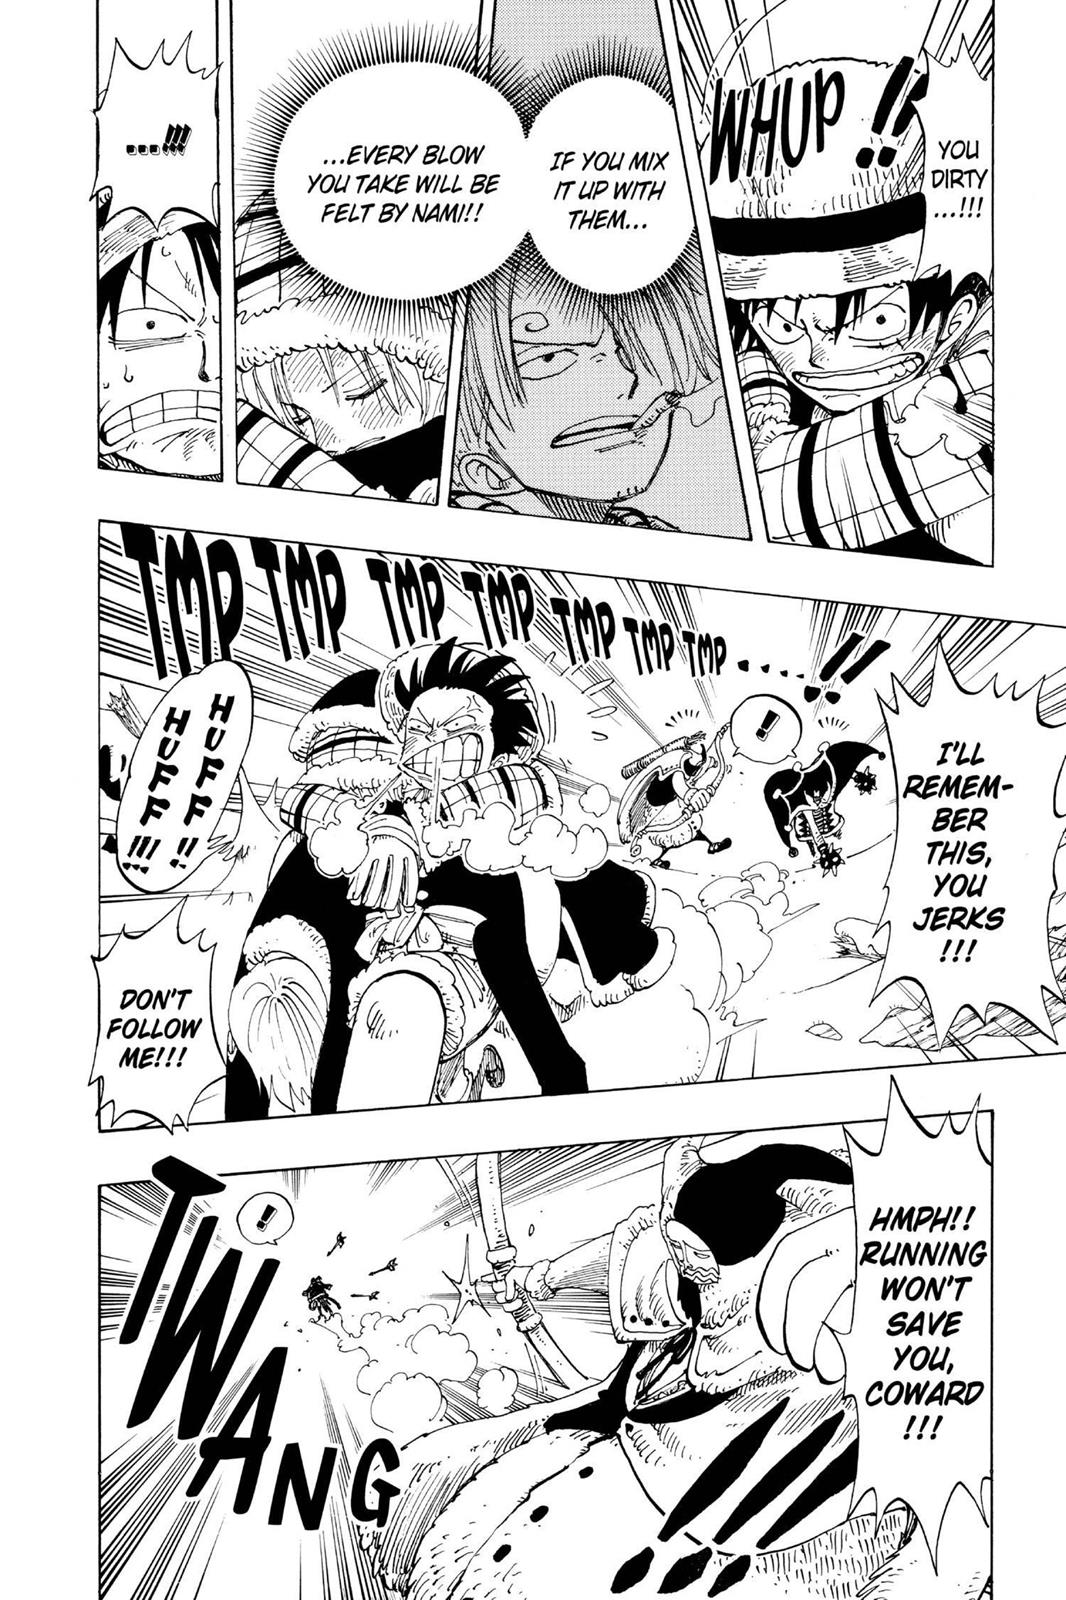 WHUP!!
YOU
DIRTY
...!!!
IF YOU MIX
IT UP WITH
THEM...
...EVERY BLOW
YOU TAKE WILL BE
FELT BY NAMI!!
...!!!
TMP TMP TMP TMP TMP TMP TMP.....!!
!
I'LL
REMEM-
BER
THIS,
YOU
JERKS
!!!
HUFF!!
HUFF!!!
DON'T
FOLLOW
ME!!!
HMPH!!
RUNNING
WON'T
SAVE
YOU,
COWARD
!!!
!
TWANG
!!!